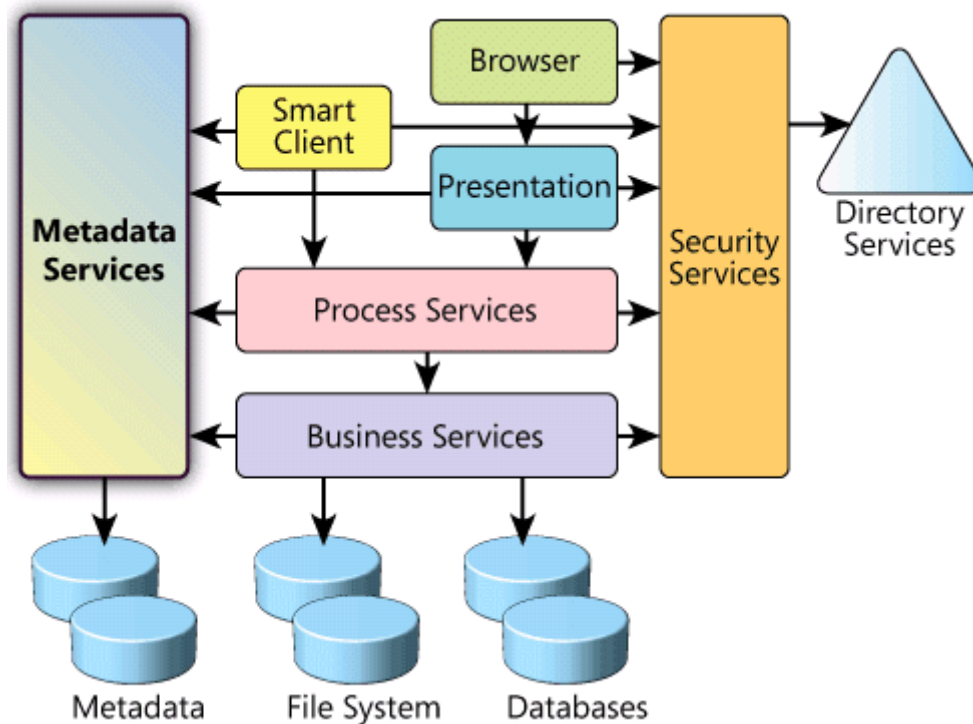 Browser
Smart
Client
Presentation
Metadata
Services
Security
Services
Directory
Services
Process Services
Business Services
Metadata
File System
Databases